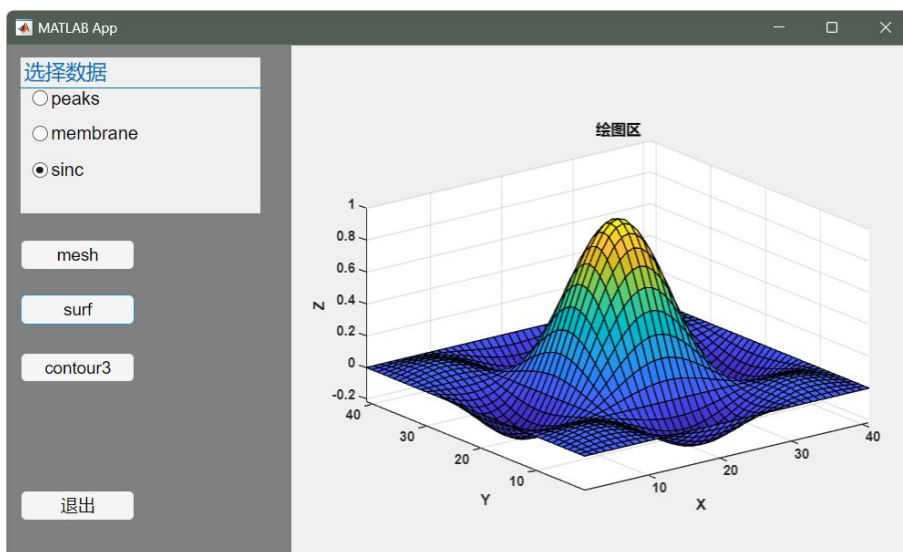 MATLAB App
选择数据
peaks
membrane
sinc
mesh
surf
contour3
退出
绘图区
1
0.8
0.6
0.4
0.2
0
-0.2
Z
40
30
20
10
Y
10
20
30
40
X